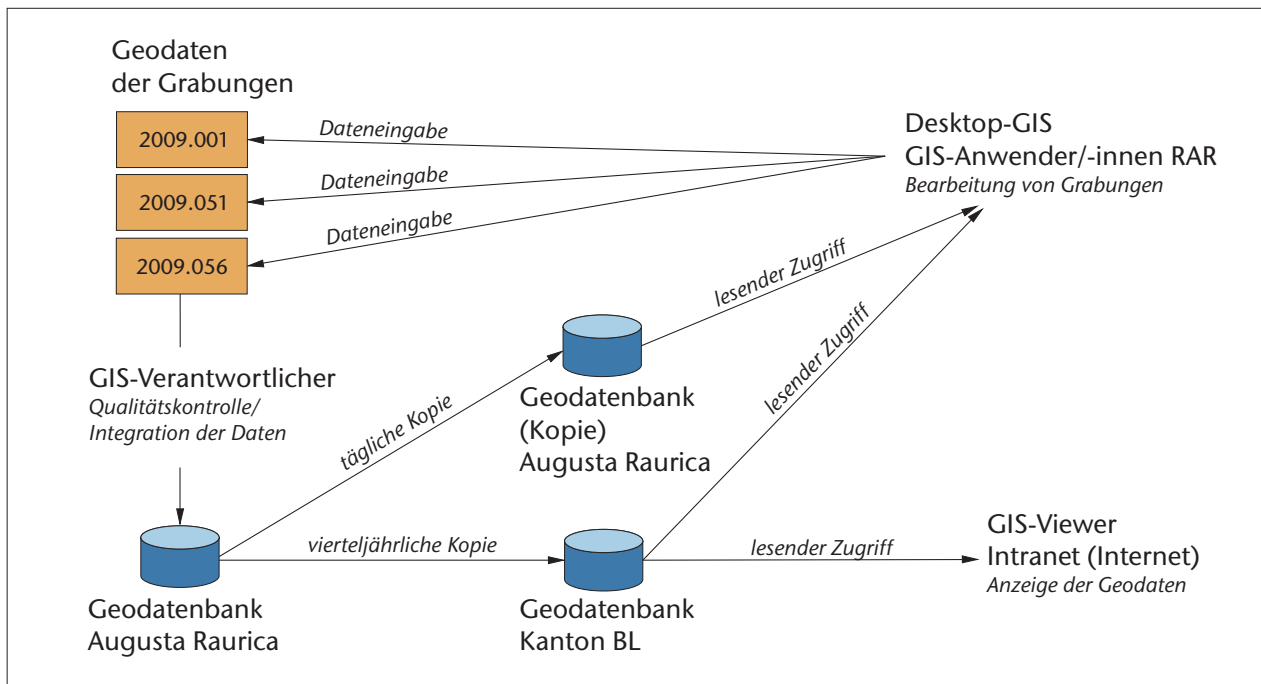 Geodaten
der Grabungen
2009.001
2009.051
2009.056
Dateneingabe
Dateneingabe
Dateneingabe
Desktop-GIS
GIS-Anwender/-innen RAR
Bearbeitung von Grabungen
GIS-Verantwortlicher
Qualitätskontrolle/
Integration der Daten
tägliche Kopie
lesender Zugriff
lesender Zugriff
Geodatenbank
(Kopie)
Augusta Raurica
vierteljährliche Kopie
lesender Zugriff
Geodatenbank
Augusta Raurica
Geodatenbank
Kanton BL
GIS-Viewer
Intranet (Internet)
Anzeige der Geodaten